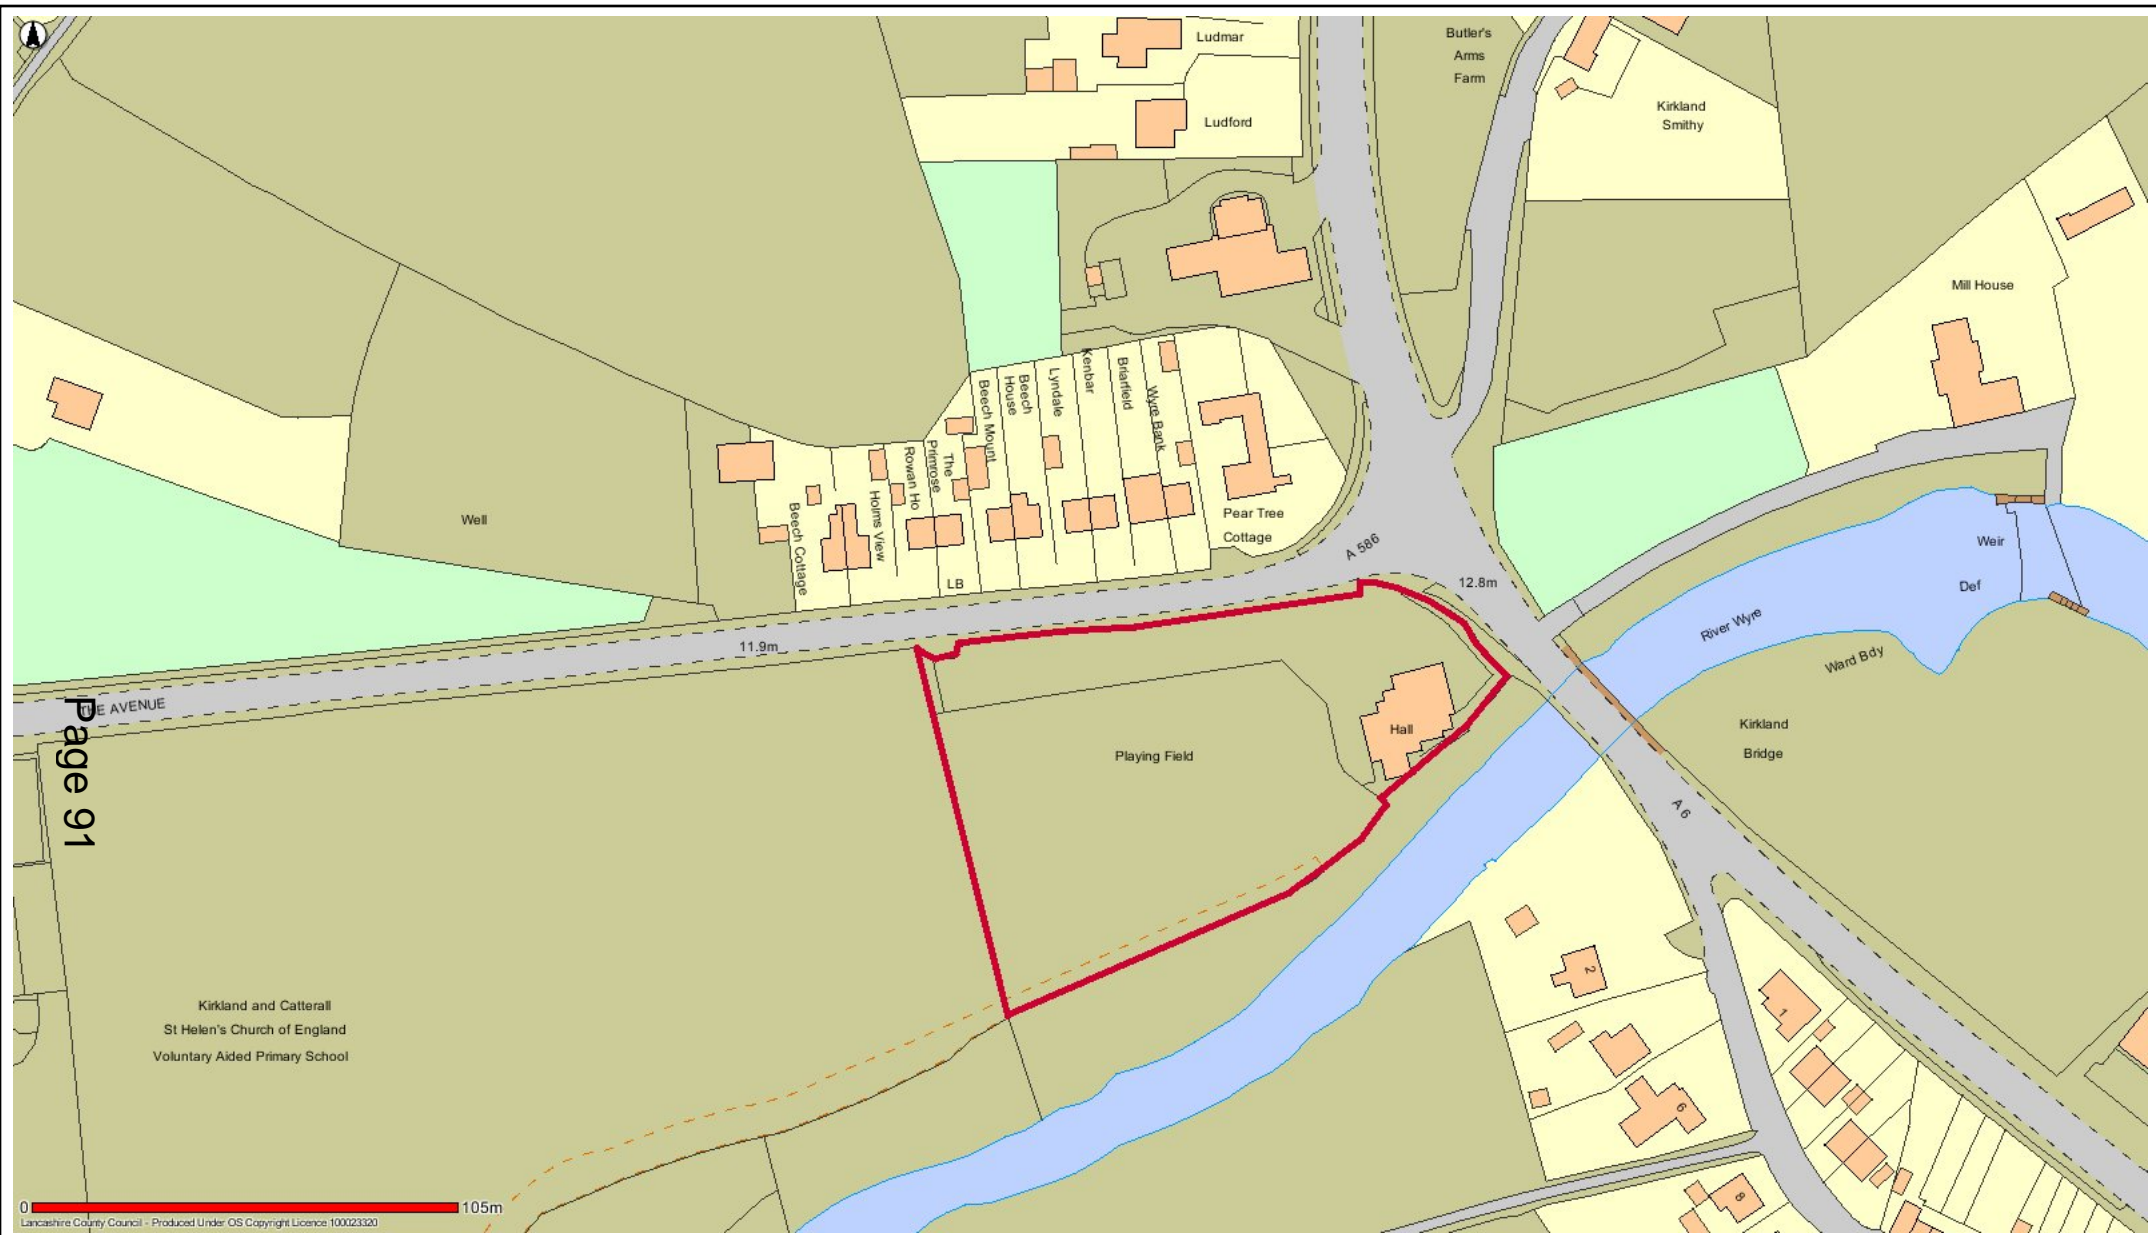 Ludmar
Butler's
Arms
Farm
Ludford
Kirkland
Smithy
Mill House
Kenbar
Briarfield
Wyre Bank
Lyndale
Beech
House
Beech Mount
The
Primrose
Rowan Ho
Holms View
Beech Cottage
Well
Pear Tree
Cottage
LB
A 586
12.8m
Weir
Def
River Wyre
Ward Bdy
11.9m
THE AVENUE
Page 91
Hall
Playing Field
Kirkland
Bridge
A 6
2
1
6
8
Kirkland and Catterall
St Helen's Church of England
Voluntary Aided Primary School
0 105m
Lancashire County Council - Produced Under OS Copyright Licence 100023320